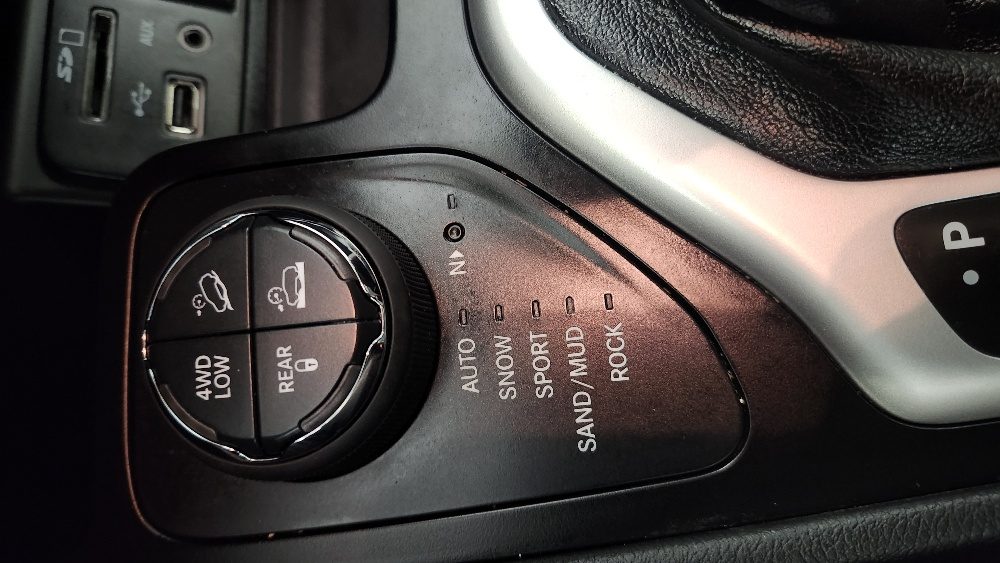 SD
AUX
4WD
LOW
REAR
N
AUTO
SNOW
SPORT
SAND/MUD
ROCK
P